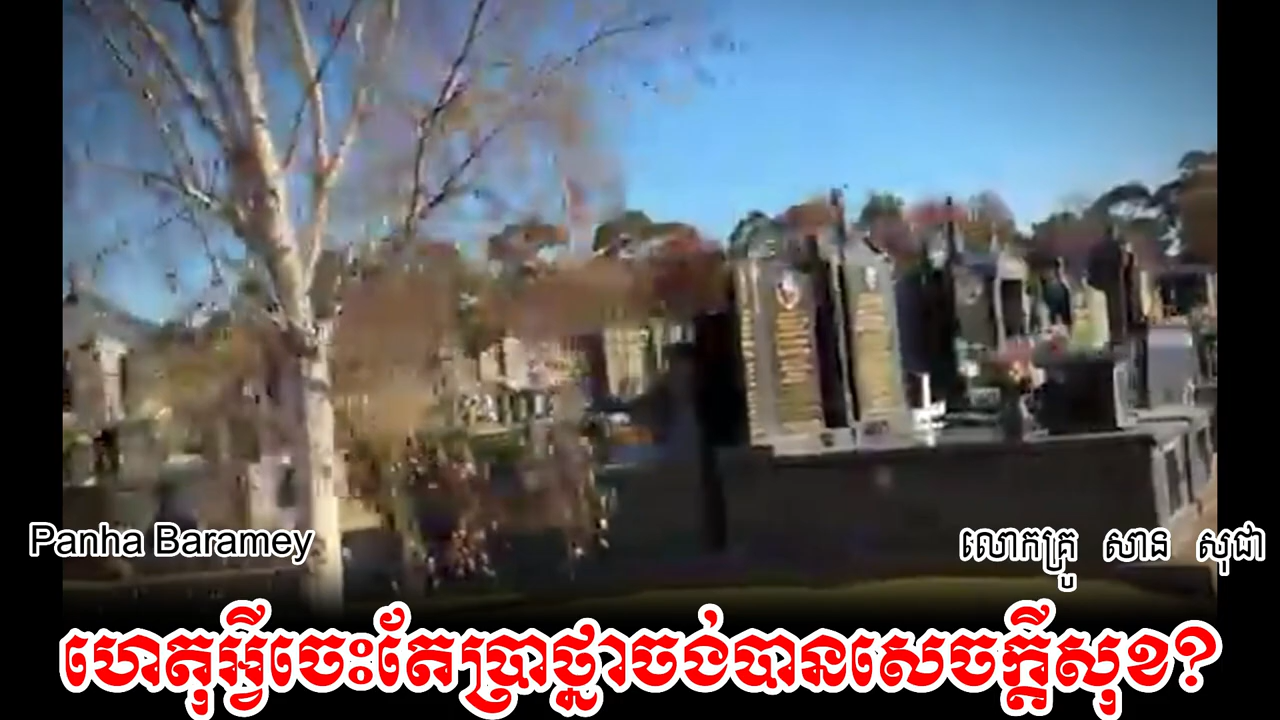 Panha Baramey
លោកគ្រូ សាន សុជា
ហេតុអ្វីចេះតែប្រាថ្នាចង់បានសេចក្ដីសុខ?